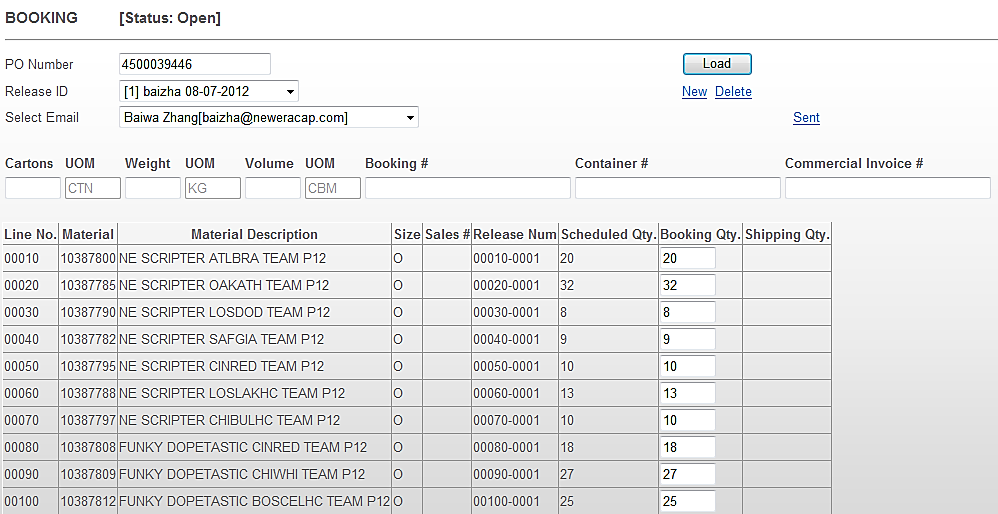 BOOKING [Status: Open]
PO Number 4500039446 Load
Release ID [1] baizha 08-07-2012 New Delete
Select Email Baiwa Zhang[baizha@neweracap.com] Sent
Cartons UOM Weight UOM Volume UOM Booking # Container # Commercial Invoice #
CTN KG CBM
Line No. Material Material Description Size Sales # Release Num Scheduled Qty. Booking Qty. Shipping Qty.
00010 10387800 NE SCRIPTER ATLBRA TEAM P12 O 00010-0001 20 20
00020 10387785 NE SCRIPTER OAKATH TEAM P12 O 00020-0001 32 32
00030 10387790 NE SCRIPTER LOSDOD TEAM P12 O 00030-0001 8 8
00040 10387782 NE SCRIPTER SAFGIA TEAM P12 O 00040-0001 9 9
00050 10387795 NE SCRIPTER CINRED TEAM P12 O 00050-0001 10 10
00060 10387788 NE SCRIPTER LOSLAKHC TEAM P12 O 00060-0001 13 13
00070 10387797 NE SCRIPTER CHIBULHC TEAM P12 O 00070-0001 10 10
00080 10387808 FUNKY DOPETASTIC CINRED TEAM P12 O 00080-0001 18 18
00090 10387809 FUNKY DOPETASTIC CHIWHI TEAM P12 O 00090-0001 27 27
00100 10387812 FUNKY DOPETASTIC BOSCELHC TEAM P12 O 00100-0001 25 25